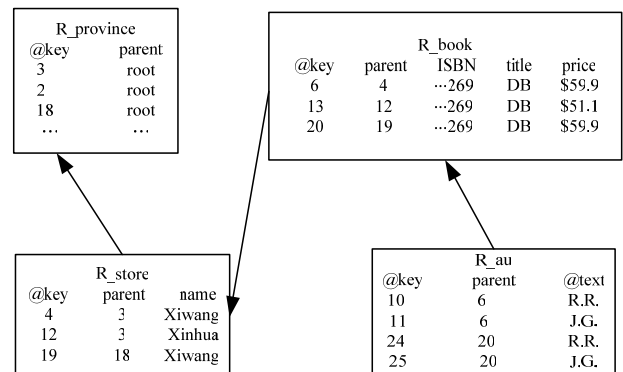 R_province
@key parent
3 root
2 root
18 root
... ...
R_book
@key parent ISBN title price
6 4 ...269 DB $59.9
13 12 ...269 DB $51.1
20 19 ...269 DB $59.9
R_store
@key parent name
4 3 Xiwang
12 3 Xinhua
19 18 Xiwang
R_au
@key parent @text
10 6 R.R.
11 6 J.G.
24 20 R.R.
25 20 J.G.